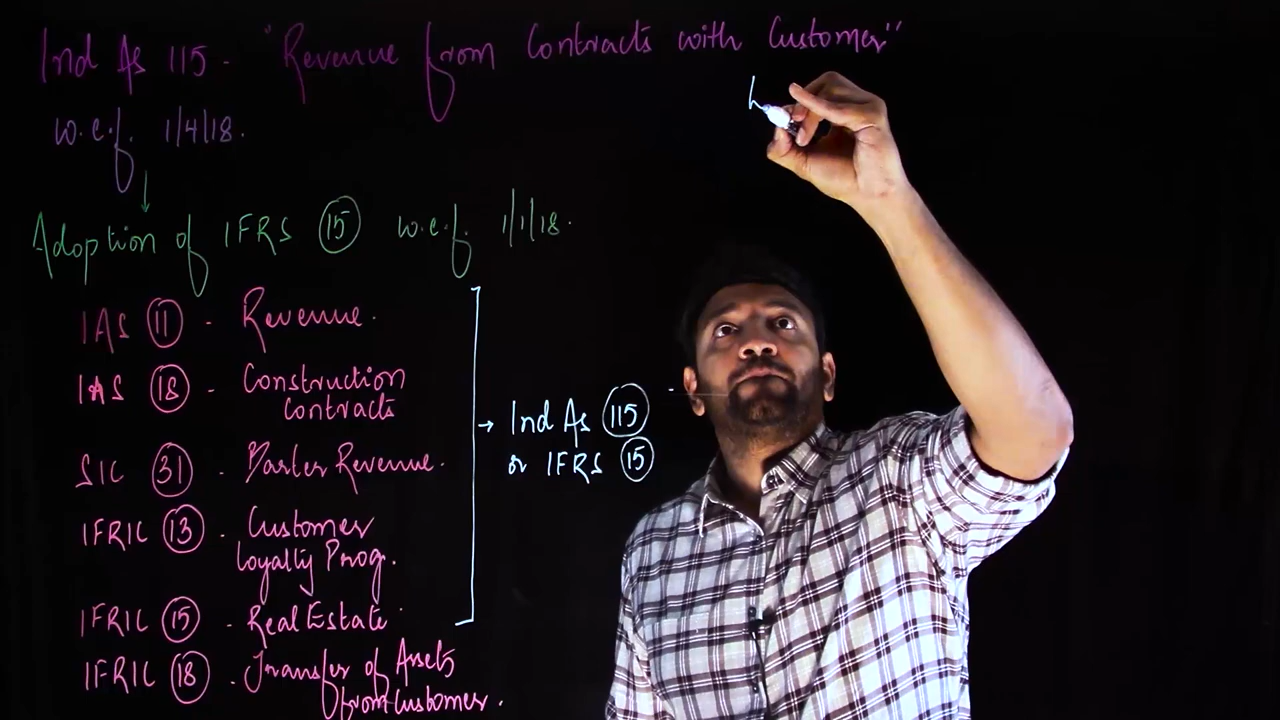 Ind As 115 - "Revenue from Contracts with Customer"
w.e.f. 1/4/18.
Adoption of IFRS 15 w.e.f. 1/1/18.
IAS 11 - Revenue.
IAS 18 - Construction
contracts
SIC 31 - Barter Revenue.
IFRIC 13 - Customer
Loyalty Prog.
IFRIC 15 - Real Estate
IFRIC 18 - Transfer of Assets
from Customer.
→ Ind As 115
or IFRS 15